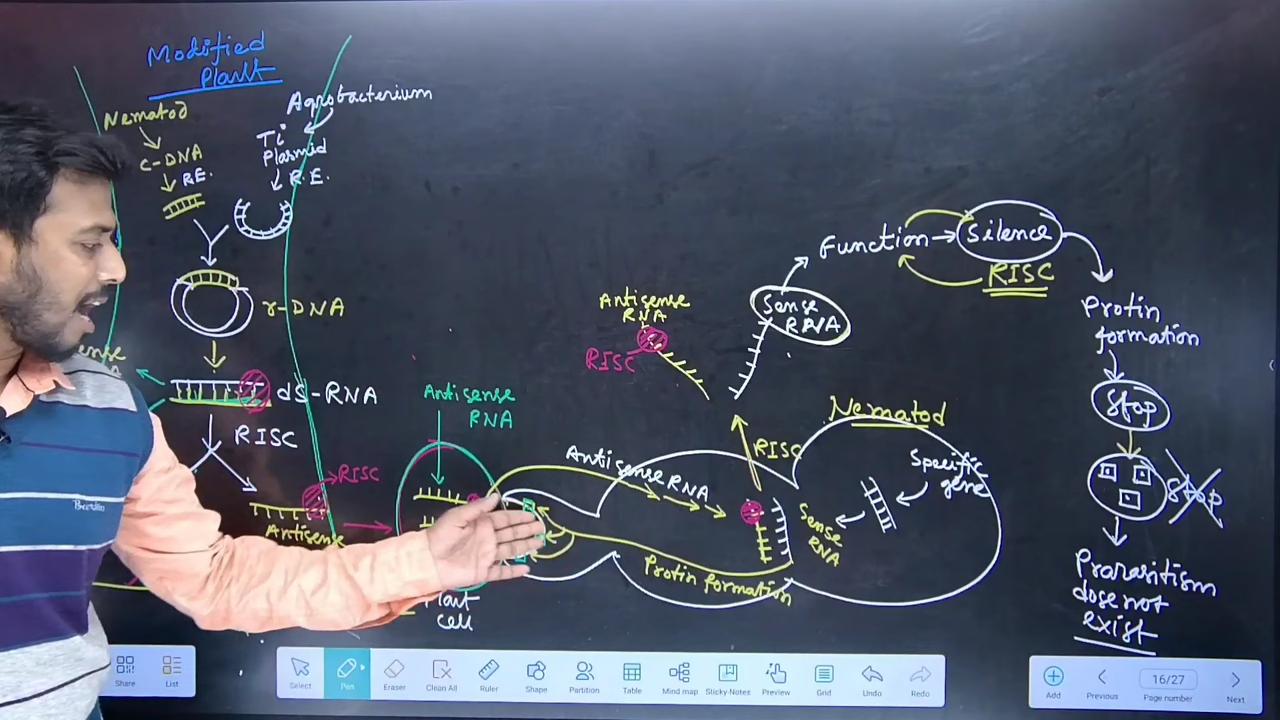 Modified
Plant
Nematod
C-DNA
R.E.
Agrobacterium
Ti
Plasmid
R.E.
r-DNA
dS-RNA
RISC
RISC
Antisense
Antisense
RNA
Plant
cell
Antisense RNA
Protin formation
RISC
Antisense
RNA
RISC
Sense
RNA
Nematod
Specific
gene
Sense
RNA
Function
Silence
RISC
Protin
formation
Stop
Stop
Prarasitism
dose not
exist
Share
List
Select
Pen
Eraser
Clean All
Ruler
Shape
Partition
Table
Mind map
Sticky-Notes
Preview
Grid
Undo
Redo
Add
Previous
16/27
Page number
Next